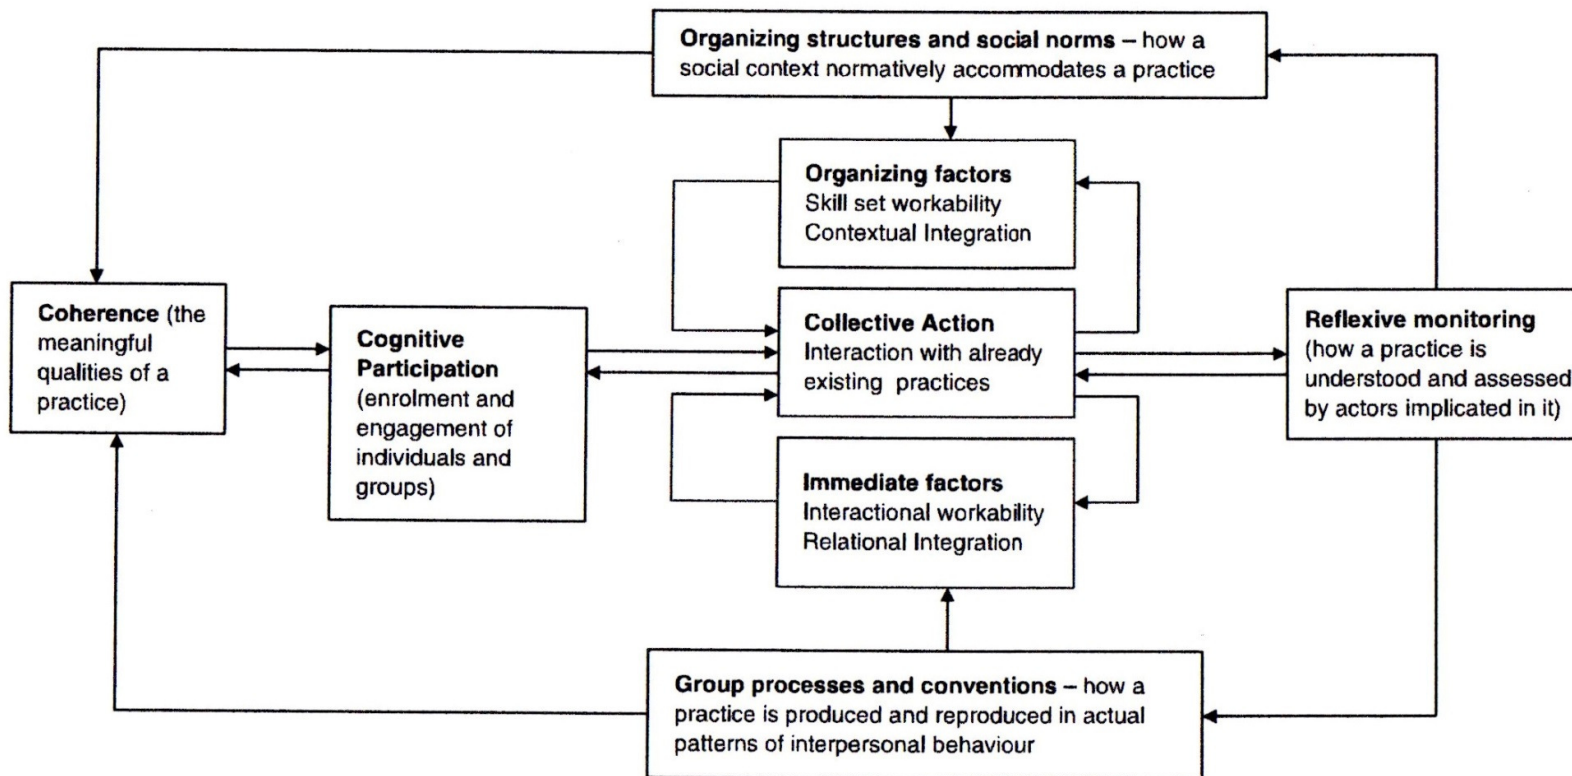 Organizing structures and social norms – how a
social context normatively accommodates a practice
Organizing factors
Skill set workability
Contextual Integration
Coherence (the
meaningful
qualities of a
practice)
Cognitive
Participation
(enrolment and
engagement of
individuals and
groups)
Collective Action
Interaction with already
existing practices
Reflexive monitoring
(how a practice is
understood and assessed
by actors implicated in it)
Immediate factors
Interactional workability
Relational Integration
Group processes and conventions – how a
practice is produced and reproduced in actual
patterns of interpersonal behaviour